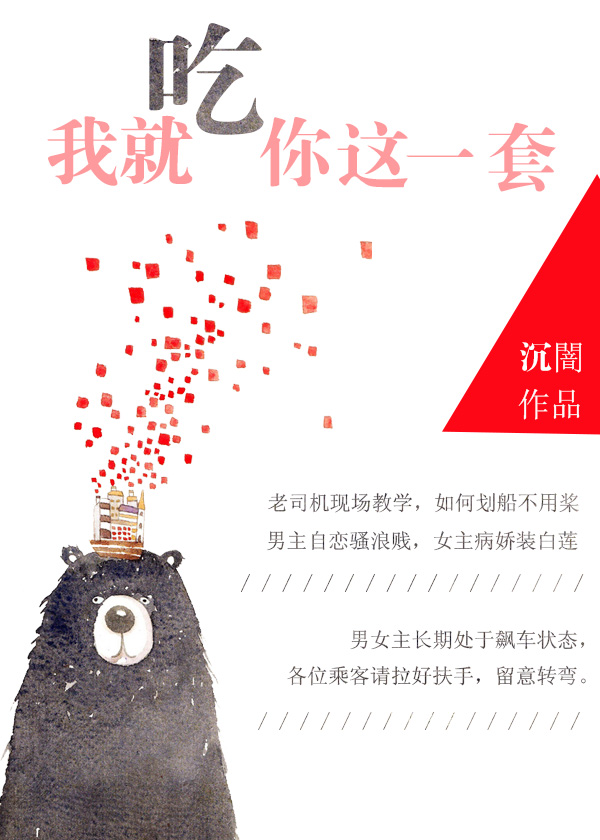 我就吃你这一套
沉闇
作品
老司机现场教学，如何划船不用桨
男主自恋骚浪贱，女主病娇装白莲
男女主长期处于飙车状态，
各位乘客请拉好扶手，留意转弯。